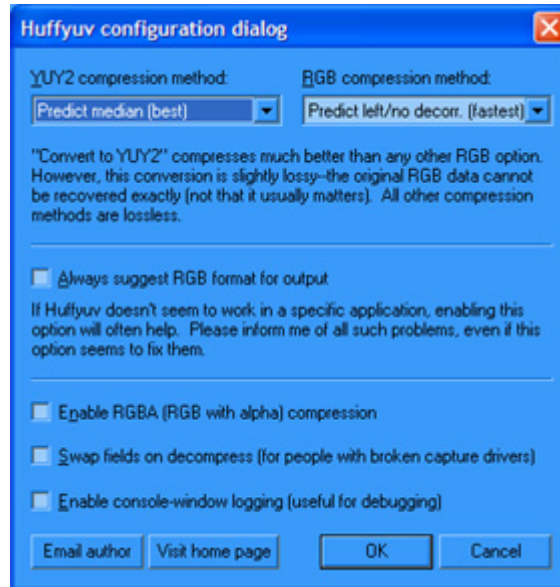 Huffyuv configuration dialog
YUY2 compression method: RGB compression method:
Predict median (best) Predict left/no decorr. (fastest)
"Convert to YUY2" compresses much better than any other RGB option.
However, this conversion is slightly lossy--the original RGB data cannot
be recovered exactly (not that it usually matters). All other compression
methods are lossless.
Always suggest RGB format for output
If Huffyuv doesn't seem to work in a specific application, enabling this
option will often help. Please inform me of all such problems, even if this
option seems to fix them.
Enable RGBA (RGB with alpha) compression
Swap fields on decompress (for people with broken capture drivers)
Enable console-window logging (useful for debugging)
Email author Visit home page OK Cancel